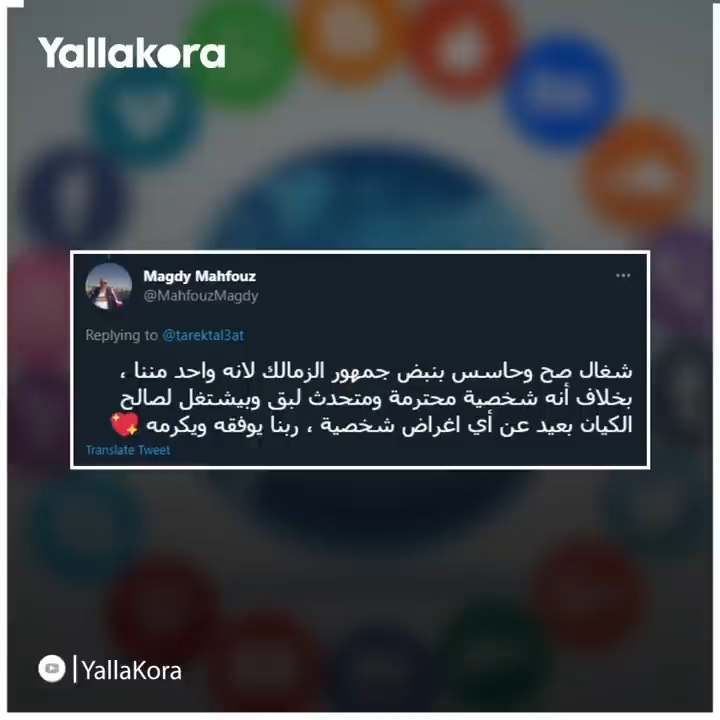 Yallakora
Magdy Mahfouz
@MahfouzMagdy
Replying to @tarektal3at
شغال صح وحاسس بنبض جمهور الزمالك لانه واحد مننا ،
بخلاف أنه شخصية محترمة ومتحدث لبق وبيشتغل لصالح
الكيان بعيد عن أي اغراض شخصية ، ربنا يوفقه ويكرمه 💖
Translate Tweet
YallaKora